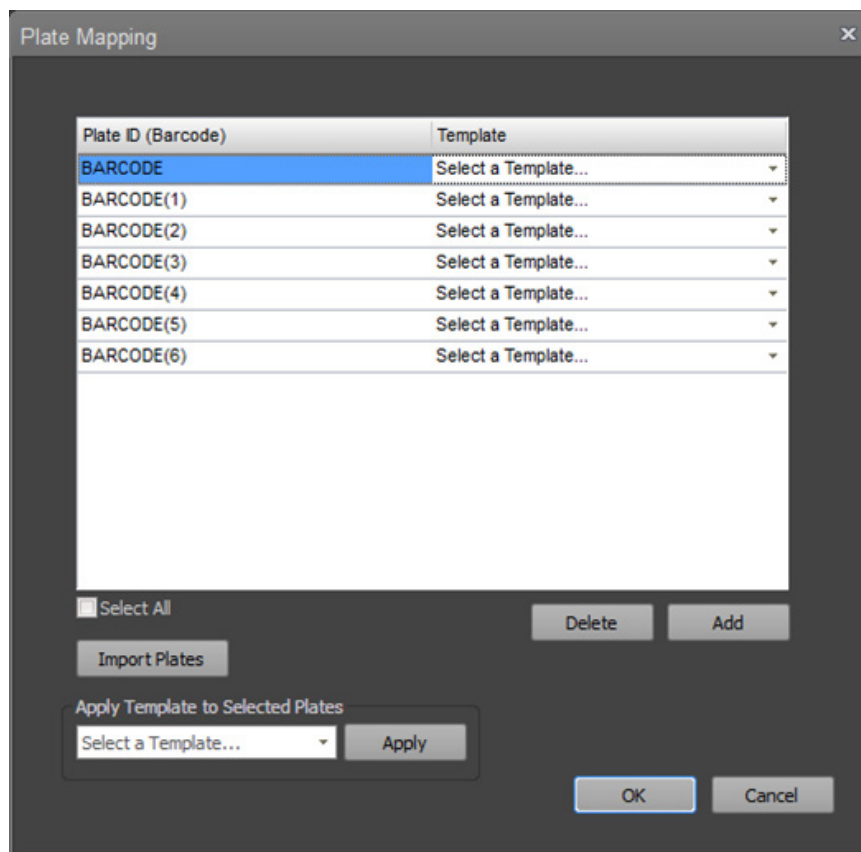 Plate Mapping
Plate ID (Barcode) Template
BARCODE Select a Template...
BARCODE(1) Select a Template...
BARCODE(2) Select a Template...
BARCODE(3) Select a Template...
BARCODE(4) Select a Template...
BARCODE(5) Select a Template...
BARCODE(6) Select a Template...
Select All
Delete Add
Import Plates
Apply Template to Selected Plates
Select a Template... Apply
OK Cancel